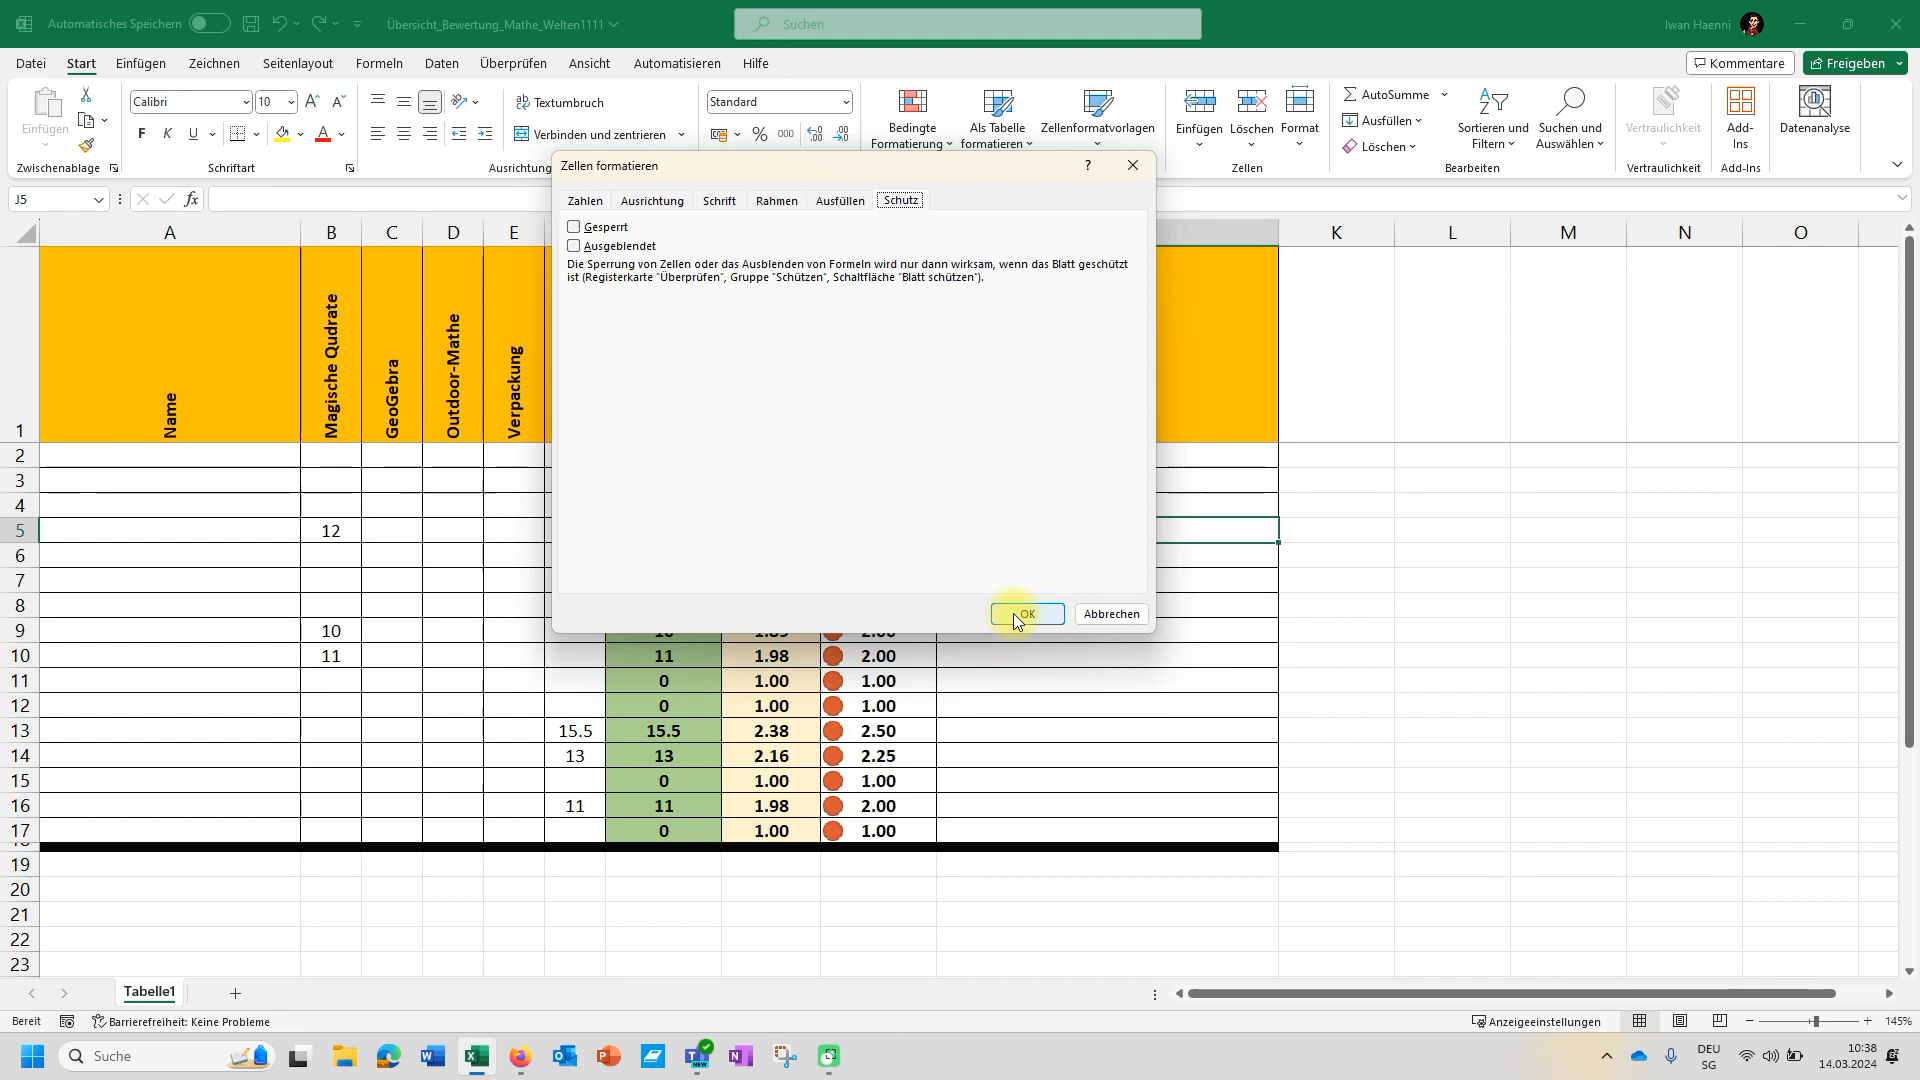 Automatisches Speichern
Übersicht_Bewertung_Mathe_Welten1111
Suchen
Iwan Haenni
Datei Start Einfügen Zeichnen Seitenlayout Formeln Daten Überprüfen Ansicht Automatisieren Hilfe
Kommentare
Freigeben
Einfügen
Zwischenablage
Calibri 10
F K U
Schriftart
Textumbruch
Verbinden und zentrieren
Ausrichtung
Standard
% 000
Bedingte Formatierung
Als Tabelle formatieren
Zellenformatvorlagen
Einfügen Löschen Format
Zellen
AutoSumme
Ausfüllen
Löschen
Sortieren und Filtern
Suchen und Auswählen
Bearbeiten
Vertraulichkeit
Vertraulichkeit
Add-Ins
Add-Ins
Datenanalyse
J5
fx
Zellen formatieren ?
Zahlen Ausrichtung Schrift Rahmen Ausfüllen Schutz
Gesperrt
Ausgeblendet
Die Sperrung von Zellen oder das Ausblenden von Formeln wird nur dann wirksam, wenn das Blatt geschützt
ist (Registerkarte "Überprüfen", Gruppe "Schützen", Schaltfläche "Blatt schützen").
OK Abbrechen
A B C D E K L M N O
1 Name Magische Qudrate GeoGebra Outdoor-Mathe Verpackung
2
3
4
5 12
6
7
8
9 10
10 11 11 1.98 2.00
11 0 1.00 1.00
12 0 1.00 1.00
13 15.5 15.5 2.38 2.50
14 13 13 2.16 2.25
15 0 1.00 1.00
16 11 11 1.98 2.00
17 0 1.00 1.00
19
20
21
22
23
Tabelle1
Bereit
Barrierefreiheit: Keine Probleme
Anzeigeeinstellungen
145%
Suche
NEW
DEU
SG
10:38
14.03.2024